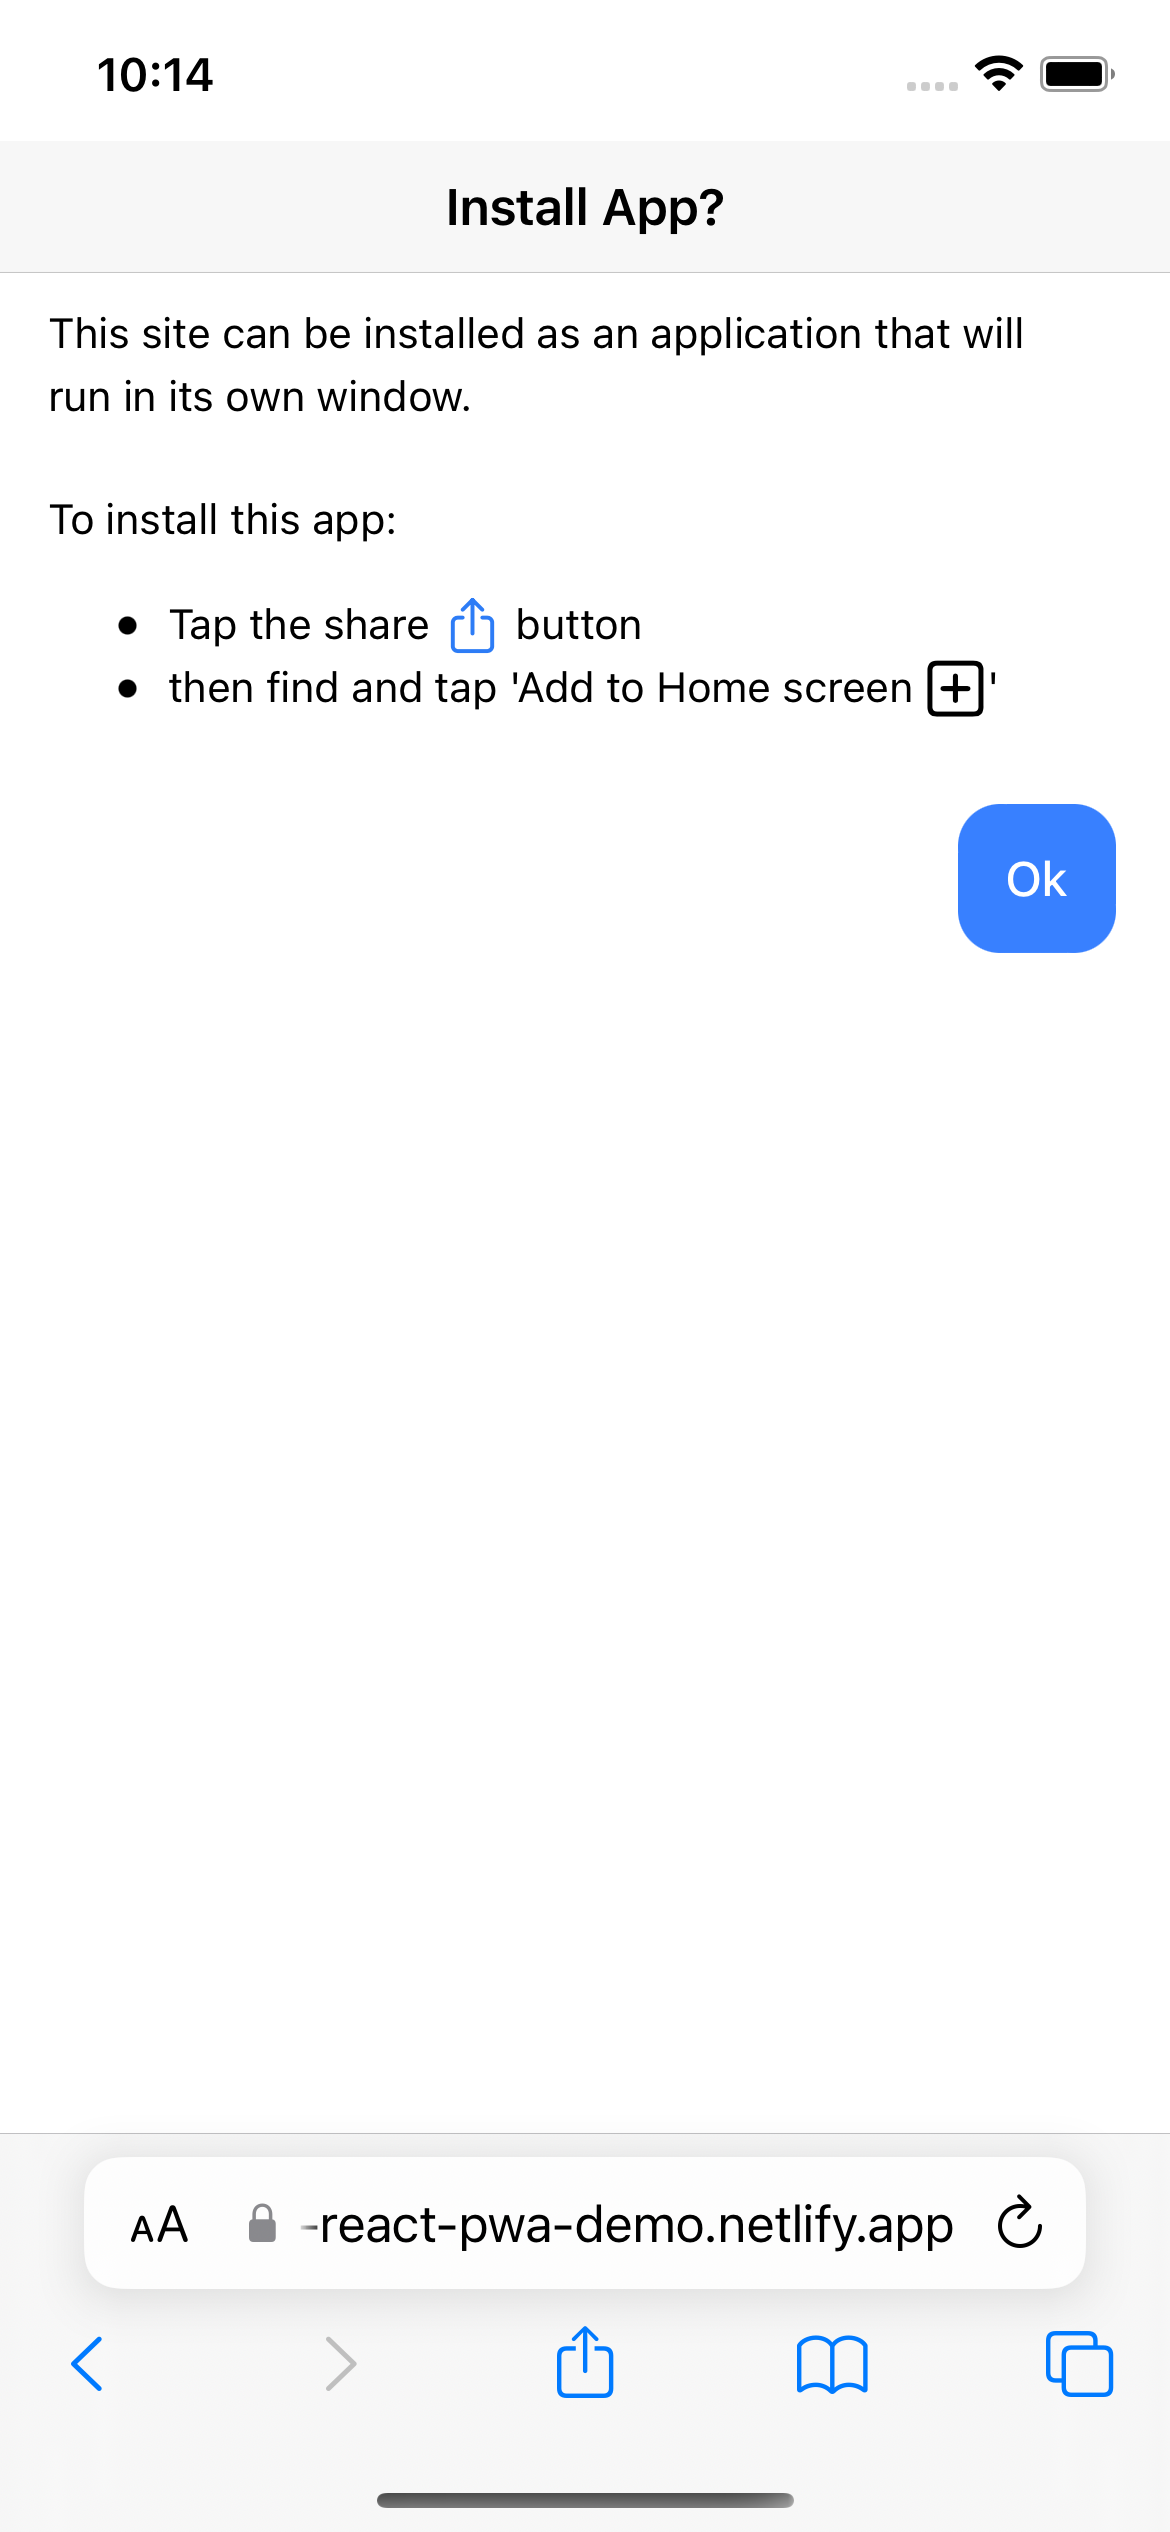 10:14
Install App?
This site can be installed as an application that will
run in its own window.
To install this app:
• Tap the share button
• then find and tap 'Add to Home screen '
Ok
AA -react-pwa-demo.netlify.app